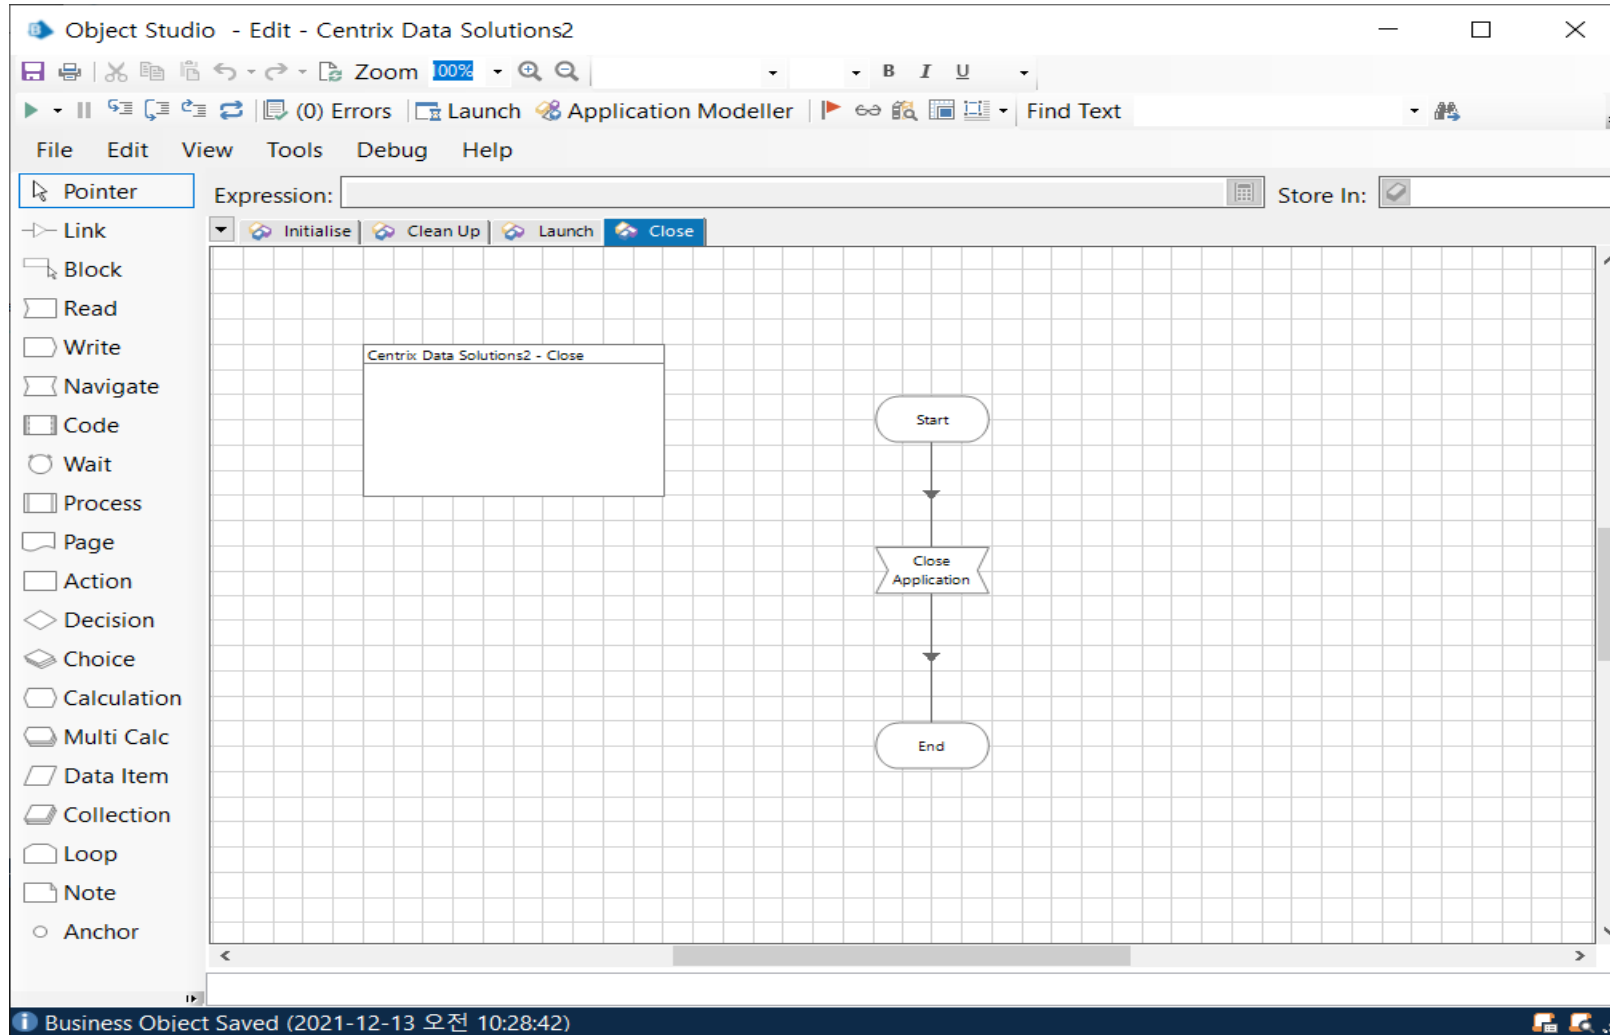 Object Studio - Edit - Centrix Data Solutions2
Zoom 100% B I U
(0) Errors Launch Application Modeller Find Text
File Edit View Tools Debug Help
Pointer
Expression: Store In:
Link
Initialise Clean Up Launch Close
Block
Read
Write
Centrix Data Solutions2 - Close
Navigate
Start
Code
Wait
Process
Page
Close
Application
Action
Decision
Choice
Calculation
Multi Calc
End
Data Item
Collection
Loop
Note
Anchor
Business Object Saved (2021-12-13 오전 10:28:42)